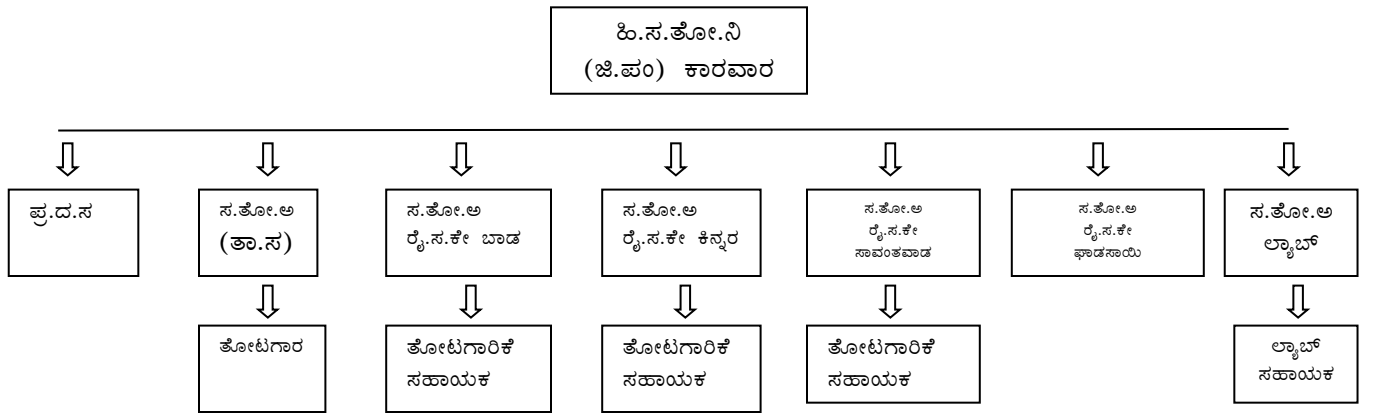 ಹಿ.ಸ.ತೋ.ನಿ
(ಜಿ.ಪಂ) ಕಾರವಾರ
ಪ್ರ.ದ.ಸ
ಸ.ತೋ.ಅ
(ತಾ.ಸ)
ಸ.ತೋ.ಅ
ರೈ.ಸ.ಕೇ ಬಾಡ
ಸ.ತೋ.ಅ
ರೈ.ಸ.ಕೇ ಕಿನ್ನರ
ಸ.ತೋ.ಅ
ರೈ.ಸ.ಕೇ
ಸಾವಂತವಾಡ
ಸ.ತೋ.ಅ
ರೈ.ಸ.ಕೇ
ಘಾಡಸಾಯಿ
ಸ.ತೋ.ಅ
ಲ್ಯಾಬ್
ತೋಟಗಾರ
ತೋಟಗಾರಿಕೆ
ಸಹಾಯಕ
ತೋಟಗಾರಿಕೆ
ಸಹಾಯಕ
ತೋಟಗಾರಿಕೆ
ಸಹಾಯಕ
ಲ್ಯಾಬ್
ಸಹಾಯಕ